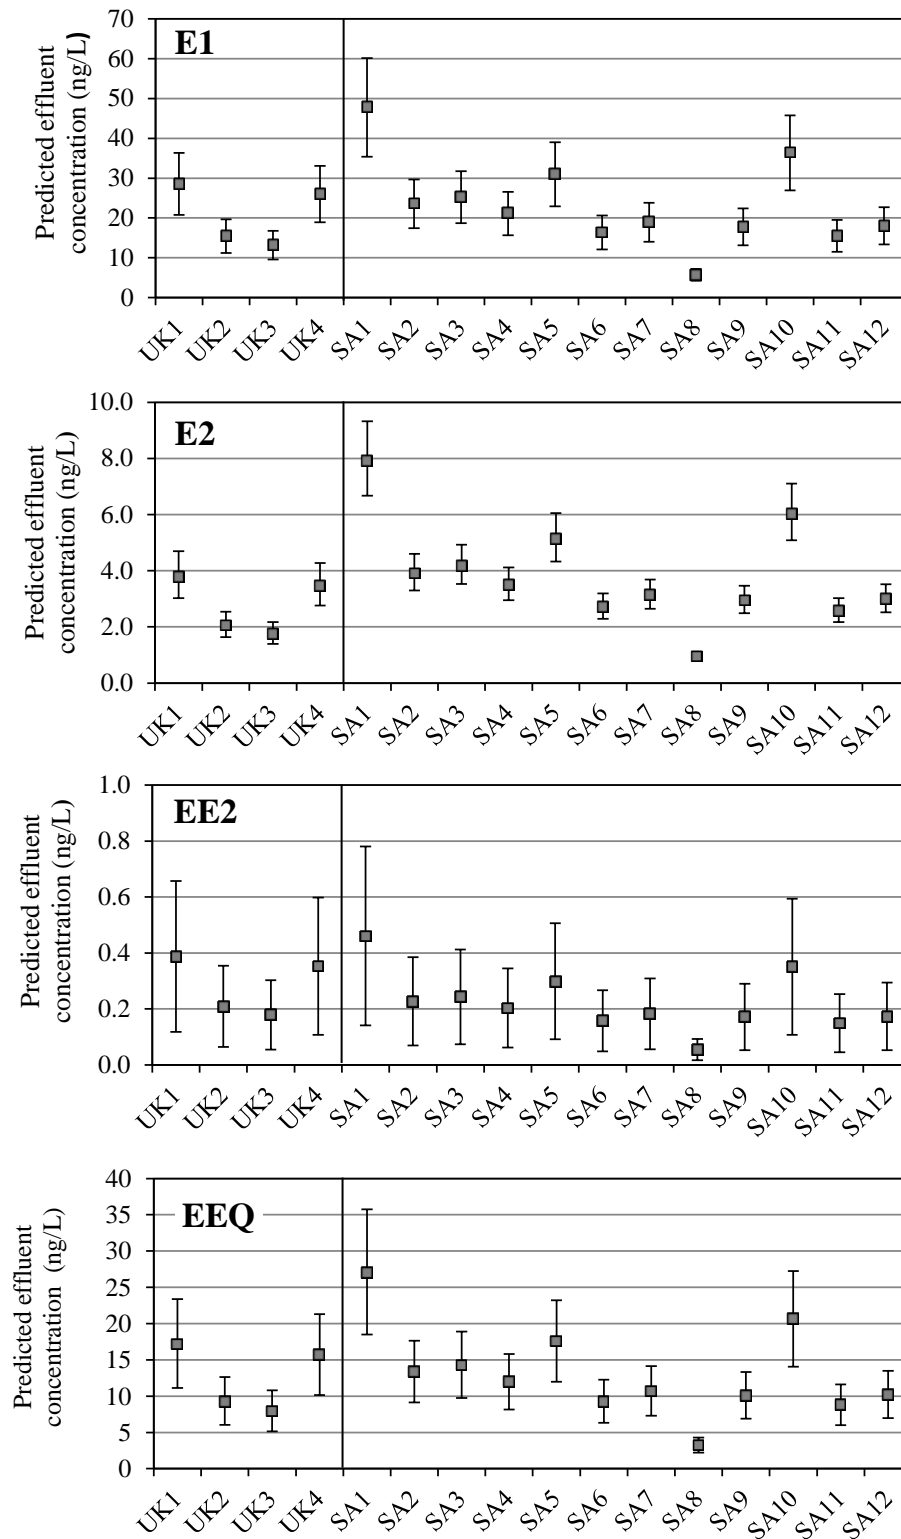 E1
Predicted effluent
concentration (ng/L)
70
60
50
40
30
20
10
0
UK1 UK2 UK3 UK4 SA1 SA2 SA3 SA4 SA5 SA6 SA7 SA8 SA9 SA10 SA11 SA12
E2
Predicted effluent
concentration (ng/L)
10.0
8.0
6.0
4.0
2.0
0.0
UK1 UK2 UK3 UK4 SA1 SA2 SA3 SA4 SA5 SA6 SA7 SA8 SA9 SA10 SA11 SA12
EE2
Predicted effluent
concentration (ng/L)
1.0
0.8
0.6
0.4
0.2
0.0
UK1 UK2 UK3 UK4 SA1 SA2 SA3 SA4 SA5 SA6 SA7 SA8 SA9 SA10 SA11 SA12
EEQ
Predicted effluent
concentration (ng/L)
40
35
30
25
20
15
10
5
0
UK1 UK2 UK3 UK4 SA1 SA2 SA3 SA4 SA5 SA6 SA7 SA8 SA9 SA10 SA11 SA12